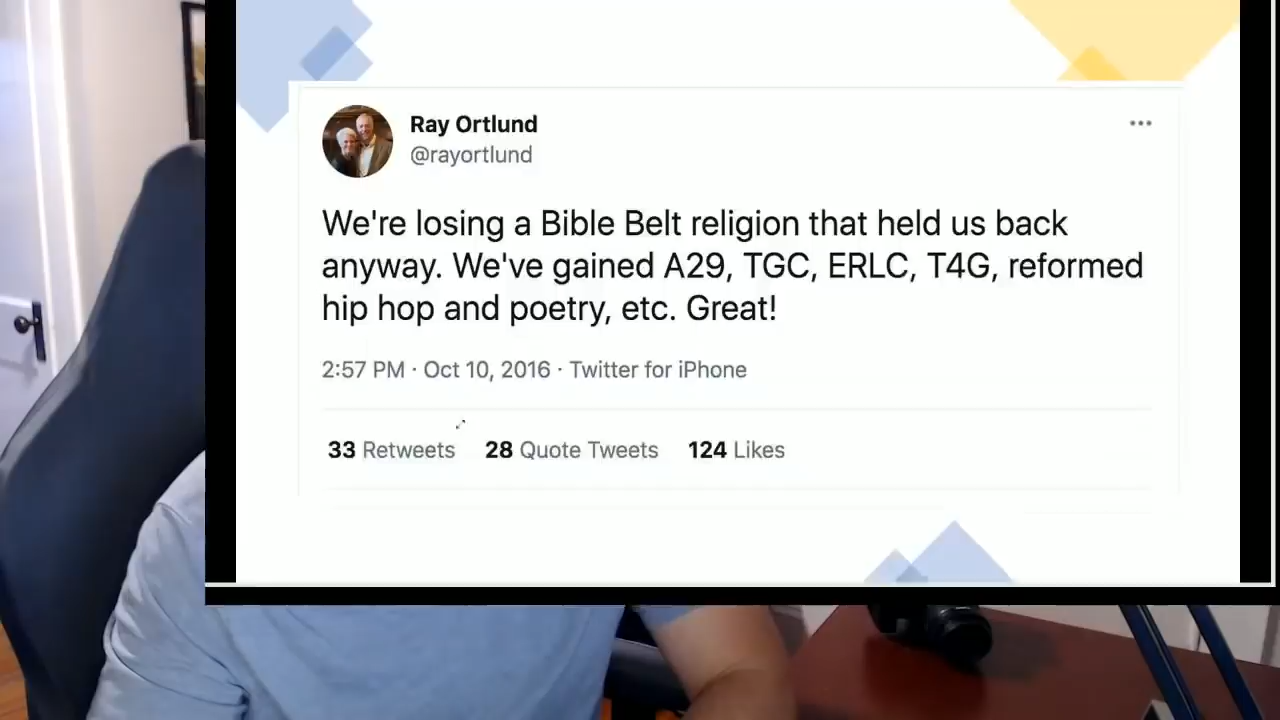 Ray Ortlund
@rayortlund
We're losing a Bible Belt religion that held us back
anyway. We've gained A29, TGC, ERLC, T4G, reformed
hip hop and poetry, etc. Great!
2:57 PM · Oct 10, 2016 · Twitter for iPhone
33 Retweets 28 Quote Tweets 124 Likes